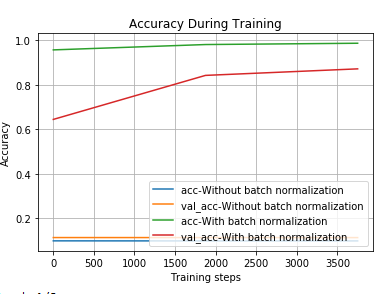 Accuracy During Training
1.0
0.8
0.6
0.4
0.2
Accuracy
acc-Without batch normalization
val_acc-Without batch normalization
acc-With batch normalization
val_acc-With batch normalization
0 500 1000 1500 2000 2500 3000 3500
Training steps